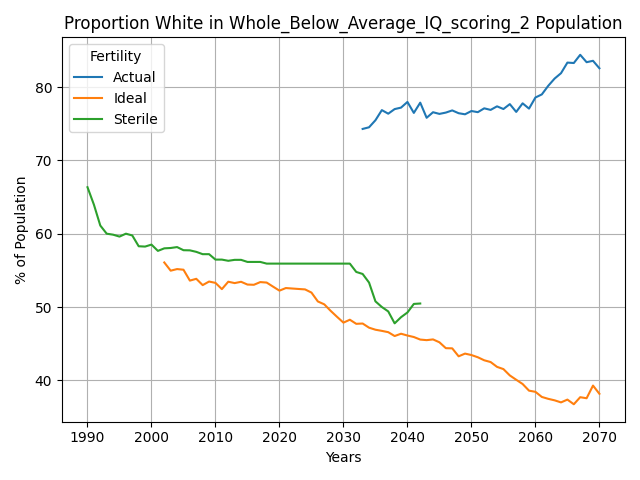 Proportion White in Whole_Below_Average_IQ_scoring_2 Population
Fertility
Actual
Ideal
Sterile
% of Population
80
70
60
50
40
1990 2000 2010 2020 2030 2040 2050 2060 2070
Years